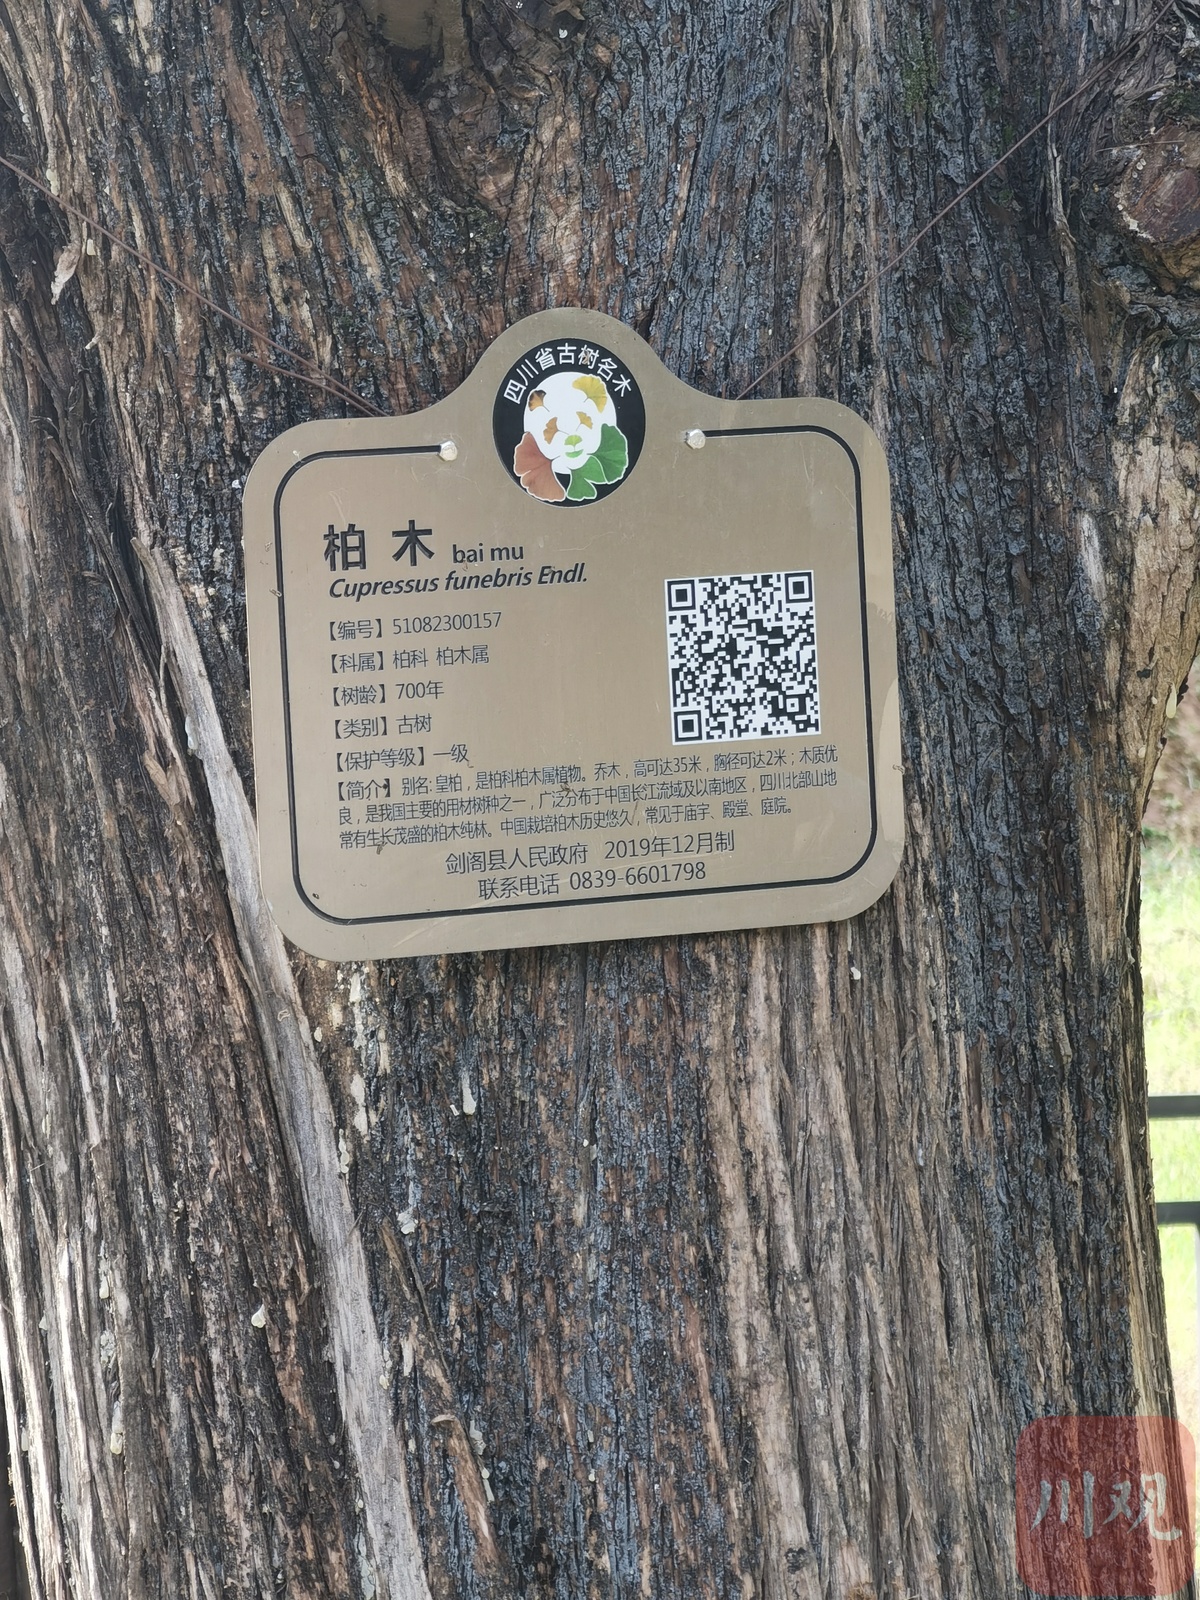 四川省古树名木
柏 木 bai mu
Cupressus funebris Endl.
【编号】51082300157
【科属】柏科 柏木属
【树龄】700年
【类别】古树
【保护等级】一级
【简介】别名:皇柏，是柏科柏木属植物。乔木，高可达35米，胸径可达2米；木质优
良，是我国主要的用材树种之一，广泛分布于中国长江流域及以南地区，四川北部山地
常有生长茂盛的柏木纯林。中国栽培柏木历史悠久，常见于庙宇、殿堂、庭院。
剑阁县人民政府 2019年12月制
联系电话 0839-6601798
川观